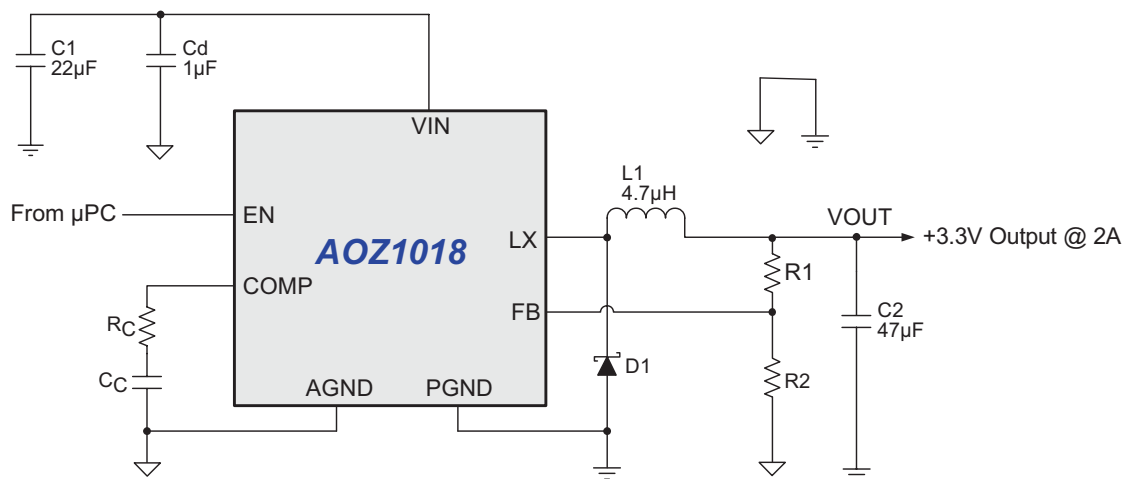 C1
22µF
Cd
1µF
VIN
L1
4.7µH
From µPC
EN
VOUT
LX
+3.3V Output @ 2A
AOZ1018
R1
COMP
FB
C2
47µF
RC
D1
CC
R2
AGND
PGND